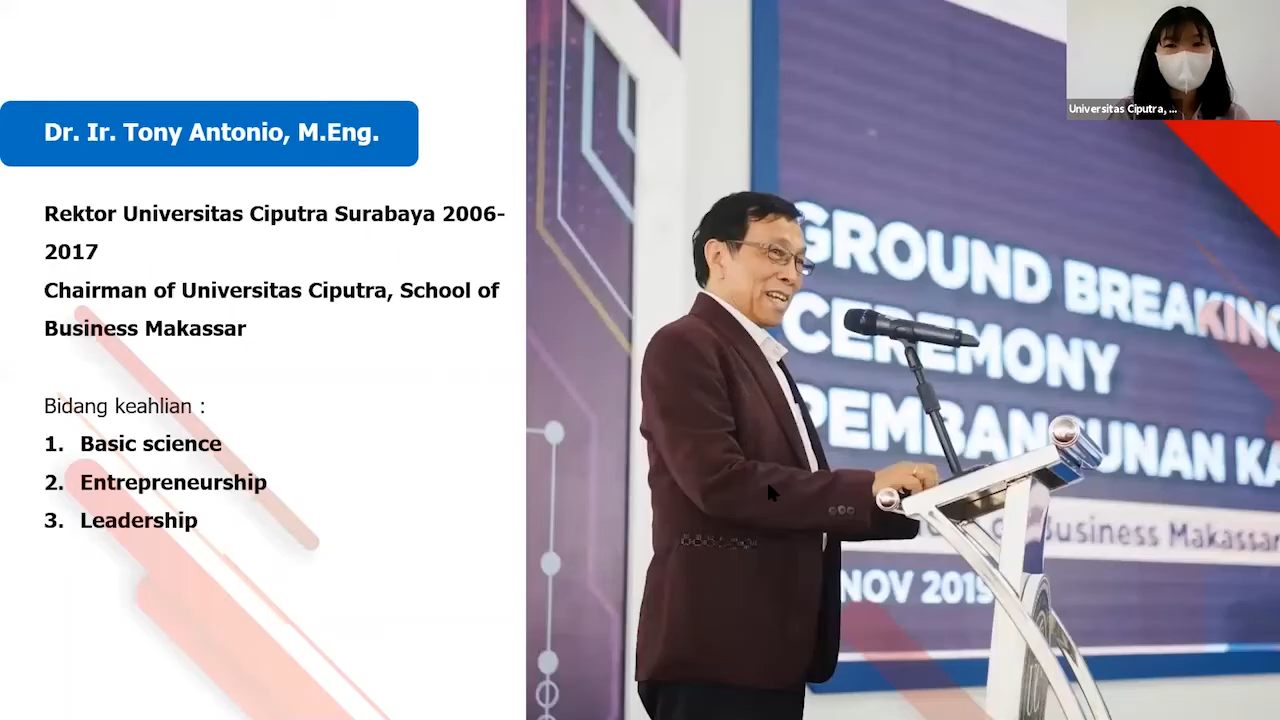 Dr. Ir. Tony Antonio, M.Eng.
Rektor Universitas Ciputra Surabaya 2006-
2017
Chairman of Universitas Ciputra, School of
Business Makassar
Bidang keahlian :
1. Basic science
2. Entrepreneurship
3. Leadership
GROUND BREAKING
CEREMONY
PEMBANGUNAN KA
Business Makassar
NOV 2019
Universitas Ciputra, ...